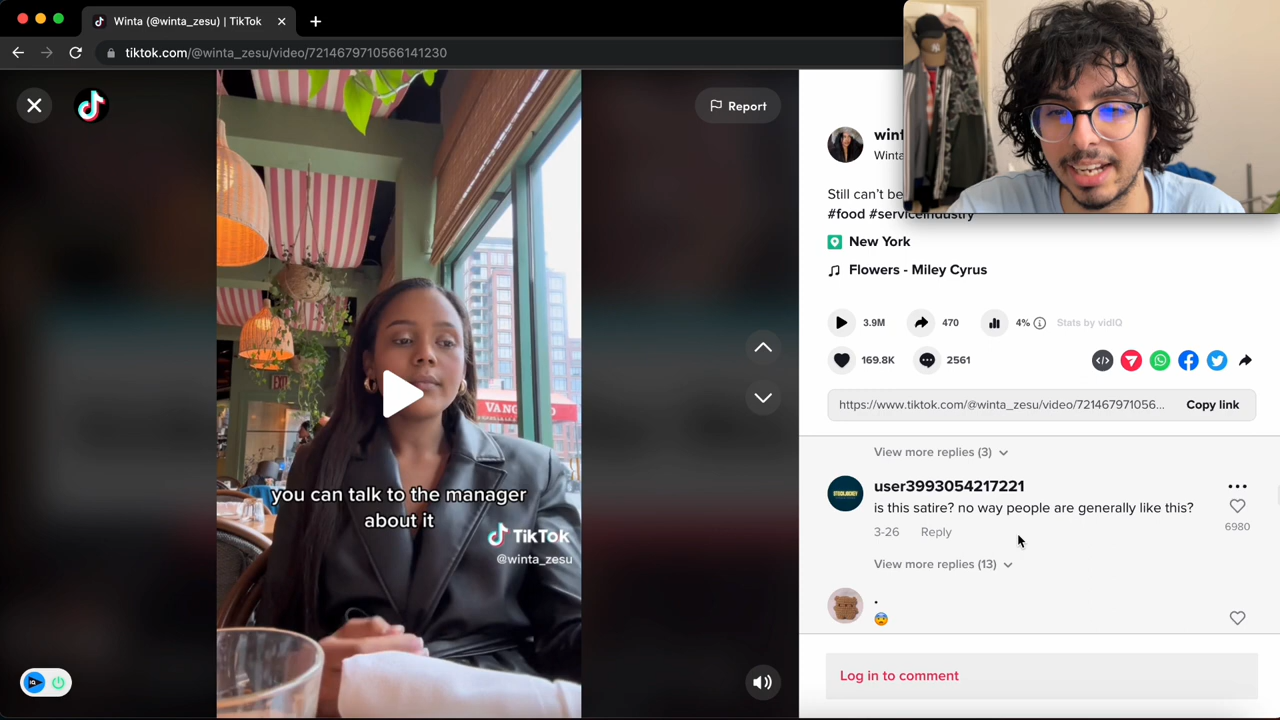 Winta (@winta_zesu) | TikTok
tiktok.com/@winta_zesu/video/7214679710566141230
Report
Winta
Still can't be
#food #serviceindustry
New York
Flowers - Miley Cyrus
3.9M
470
4%
Stats by vidIQ
169.8K
2561
https://www.tiktok.com/@winta_zesu/video/721467971056...
Copy link
View more replies (3)
user3993054217221
is this satire? no way people are generally like this?
3-26
Reply
6980
View more replies (13)
.
Log in to comment
you can talk to the manager
about it
TikTok
@winta_zesu
EXIT